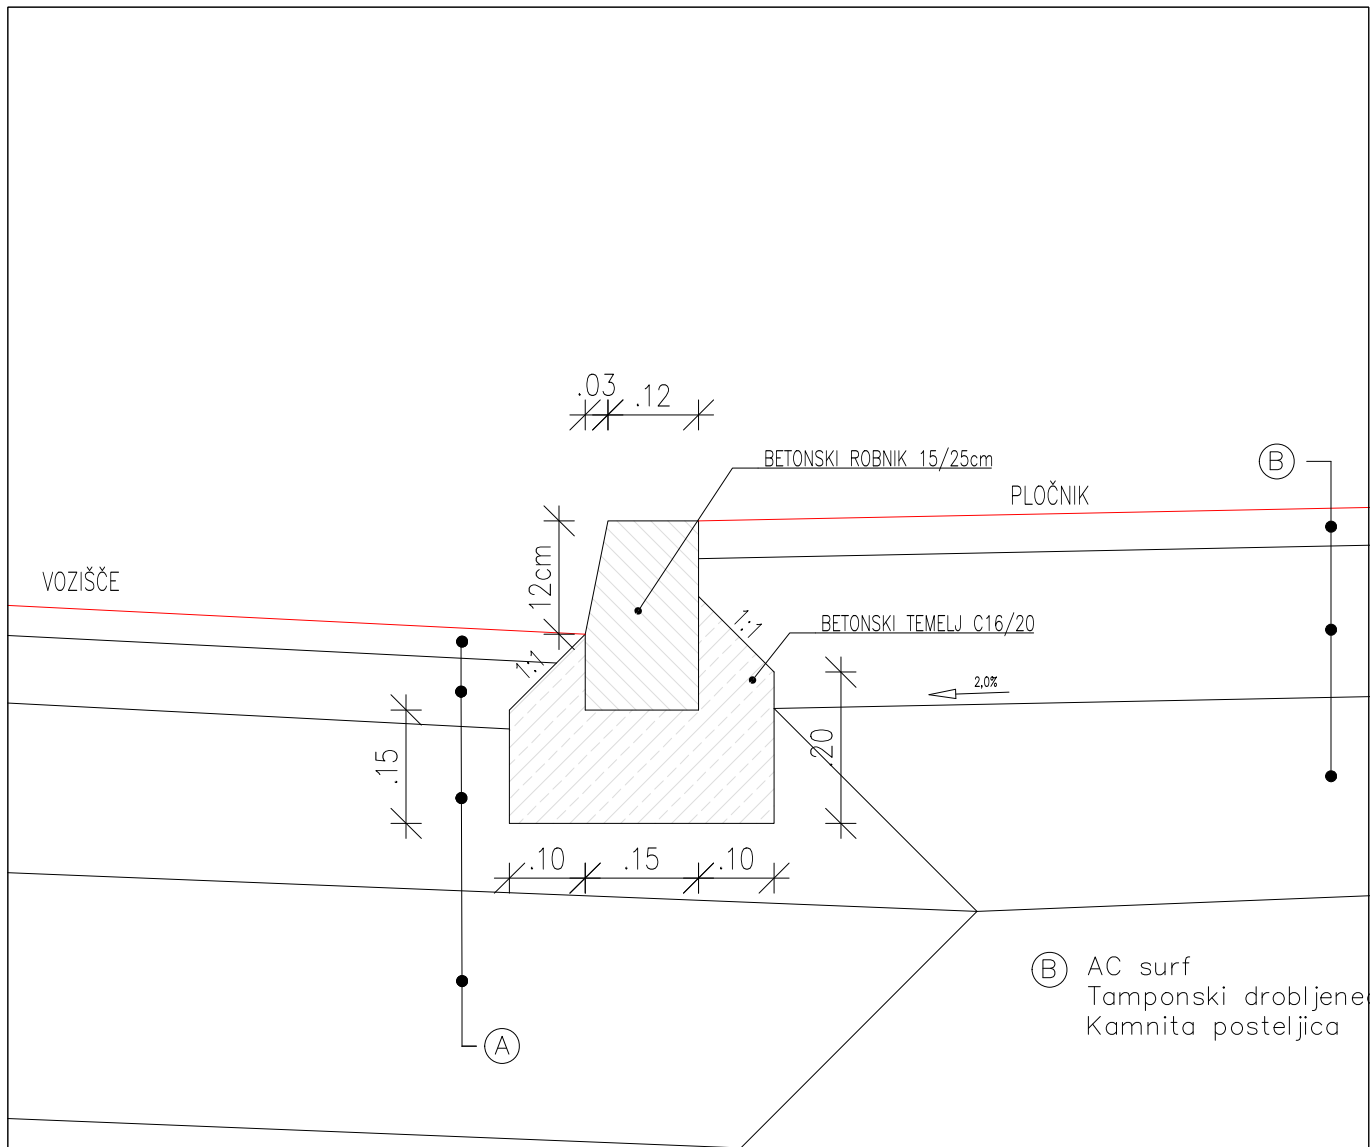 .03
.12
BETONSKI ROBNIK 15/25cm
B
PLOČNIK
12cm
VOZIŠČE
1:1
1:1
BETONSKI TEMELJ C16/20
2,0%
.15
.20
.10
.15
.10
B AC surf
Tamponski drobljenec
Kamnita posteljica
A